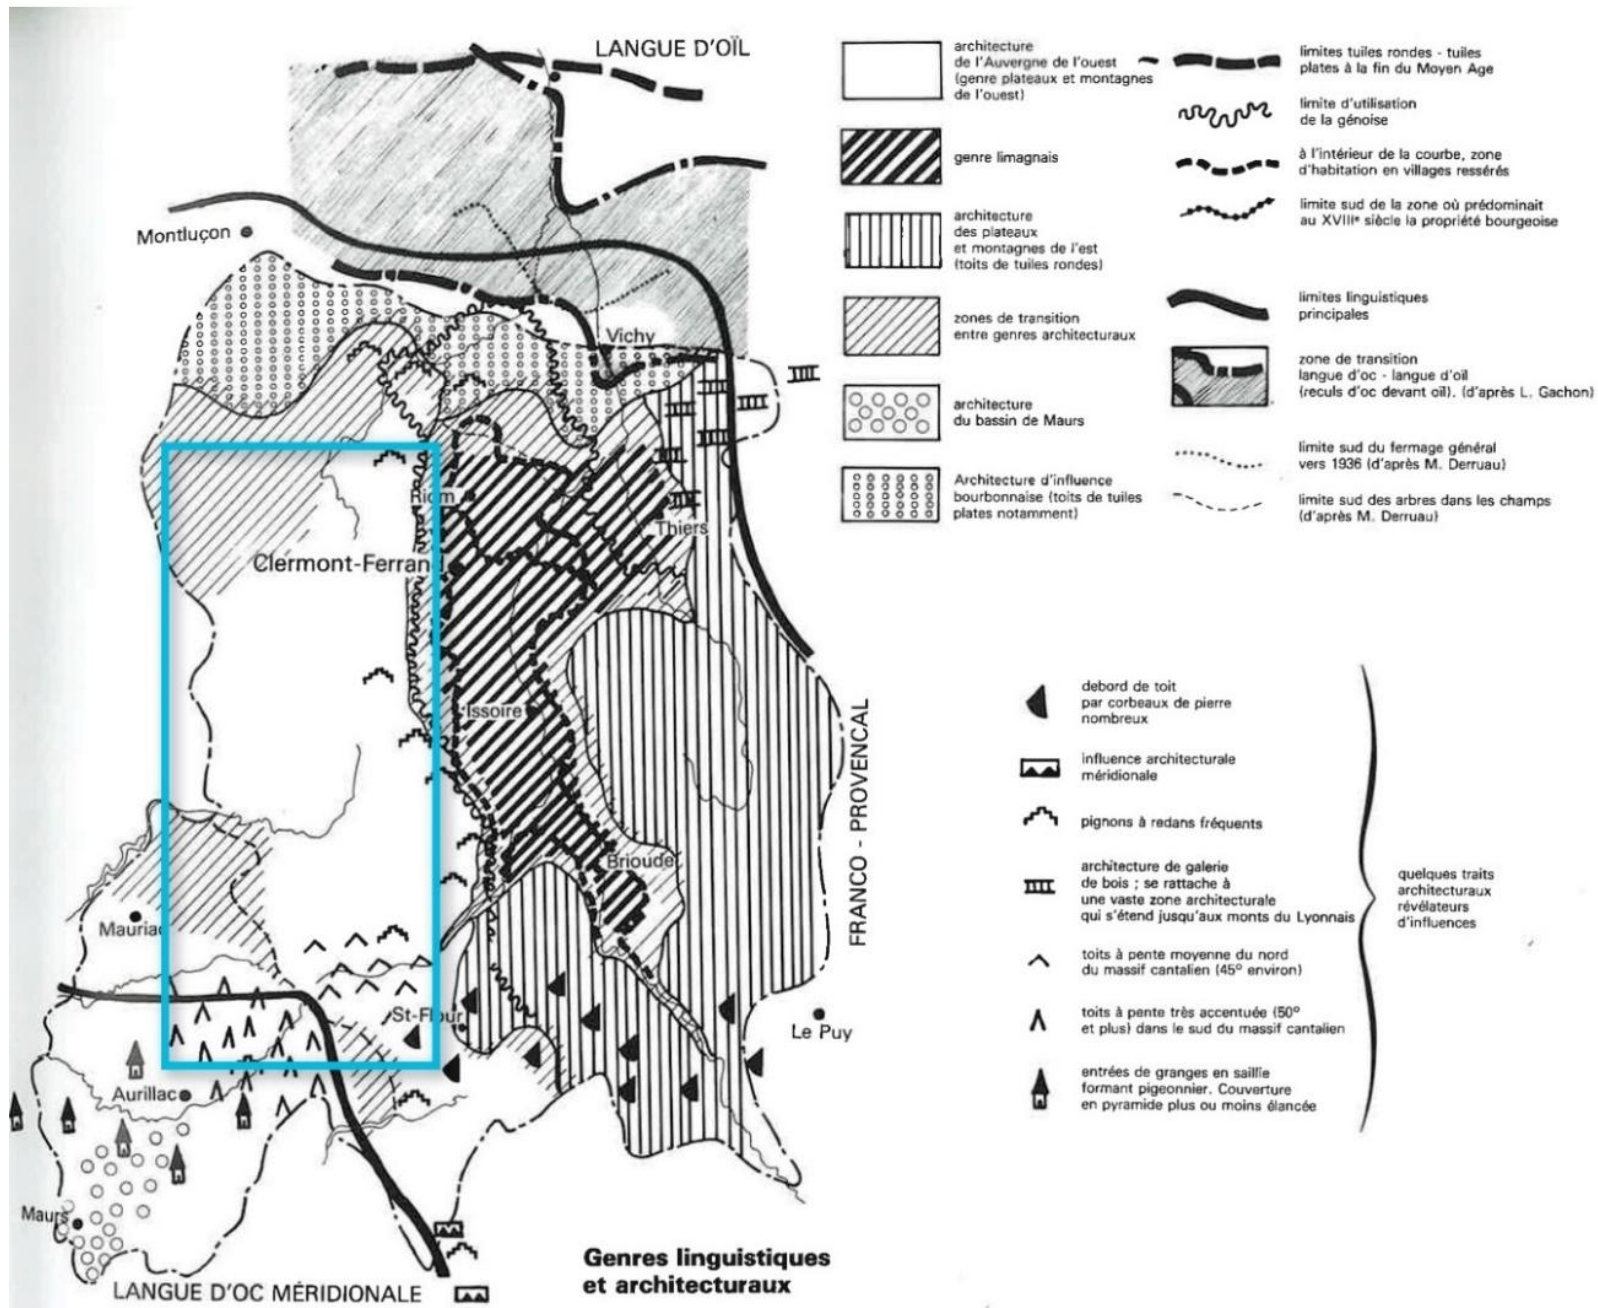 LANGUE D'OÏL
Montluçon
Vichy
Riom
Thiers
Clermont-Ferrand
Issoire
Brioude
Mauriac
St-Flour
Le Puy
Aurillac
Maurs
FRANCO - PROVENCAL
LANGUE D'OC MÉRIDIONALE
Genres linguistiques
et architecturaux
architecture
de l'Auvergne de l'ouest
(genre plateaux et montagnes
de l'ouest)
genre limagnais
architecture
des plateaux
et montagnes de l'est
(toits de tuiles rondes)
zones de transition
entre genres architecturaux
architecture
du bassin de Maurs
Architecture d'influence
bourbonnaise (toits de tuiles
plates notamment)
limites tuiles rondes - tuiles
plates à la fin du Moyen Age
limite d'utilisation
de la génoise
à l'intérieur de la courbe, zone
d'habitation en villages ressérés
limite sud de la zone où prédominait
au XVIIIe siècle la propriété bourgeoise
limites linguistiques
principales
zone de transition
langue d'oc - langue d'oïl
(reculs d'oc devant oïl). (d'après L. Gachon)
limite sud du fermage général
vers 1936 (d'après M. Derruau)
limite sud des arbres dans les champs
(d'après M. Derruau)
debord de toit
par corbeaux de pierre
nombreux
influence architecturale
méridionale
pignons à redans fréquents
architecture de galerie
de bois ; se rattache à
une vaste zone architecturale
qui s'étend jusqu'aux monts du Lyonnais
toits à pente moyenne du nord
du massif cantalien (45° environ)
toits à pente très accentuée (50°
et plus) dans le sud du massif cantalien
entrées de granges en saillie
formant pigeonnier. Couverture
en pyramide plus ou moins élancée
quelques traits
architecturaux
révélateurs
d'influences